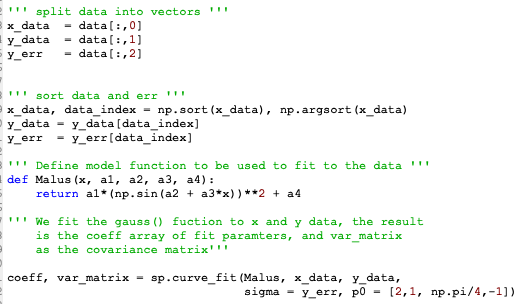 ''' split data into vectors '''
x_data  = data[:,0]
y_data  = data[:,1]
y_err   = data[:,2]
''' sort data and err '''
x_data, data_index = np.sort(x_data), np.argsort(x_data)
y_data = y_data[data_index]
y_err  = y_err[data_index]
''' Define model function to be used to fit to the data '''
def Malus(x, a1, a2, a3, a4):
    return a1*(np.sin(a2 + a3*x))**2 + a4
''' We fit the gauss() fuction to x and y data, the result
    is the coeff array of fit paramters, and var_matrix
    as the covariance matrix'''
coeff, var_matrix = sp.curve_fit(Malus, x_data, y_data,
                                 sigma = y_err, p0 = [2,1, np.pi/4,-1])